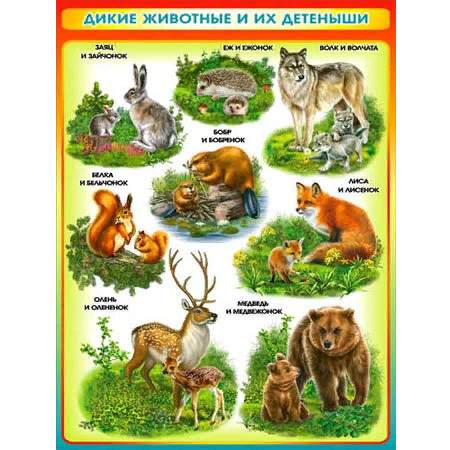 ДИКИЕ ЖИВОТНЫЕ И ИХ ДЕТЕНЫШИ
ЗАЯЦ
И ЗАЙЧОНОК
ЕЖ И ЕЖОНОК
ВОЛК И ВОЛЧАТА
БОБР
И БОБРЕНОК
БЕЛКА
И БЕЛЬЧОНОК
ЛИСА
И ЛИСЕНОК
ОЛЕНЬ
И ОЛЕНЕНОК
МЕДВЕДЬ
И МЕДВЕЖОНОК